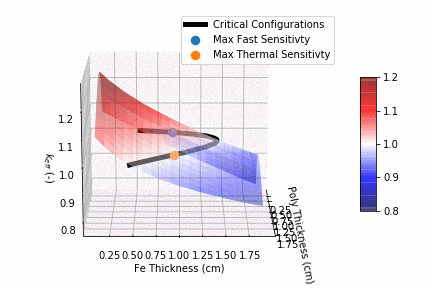 Critical Configurations
Max Fast Sensitivty
Max Thermal Sensitivty
1.2
1.1
1.0
0.9
0.8
k_eff (-)
0.25 0.50 0.75 1.00 1.25 1.50 1.75
Fe Thickness (cm)
0.25
0.50
0.75
1.00
1.25
1.50
1.75
Poly Thickness (cm)
1.2
1.1
1.0
0.9
0.8